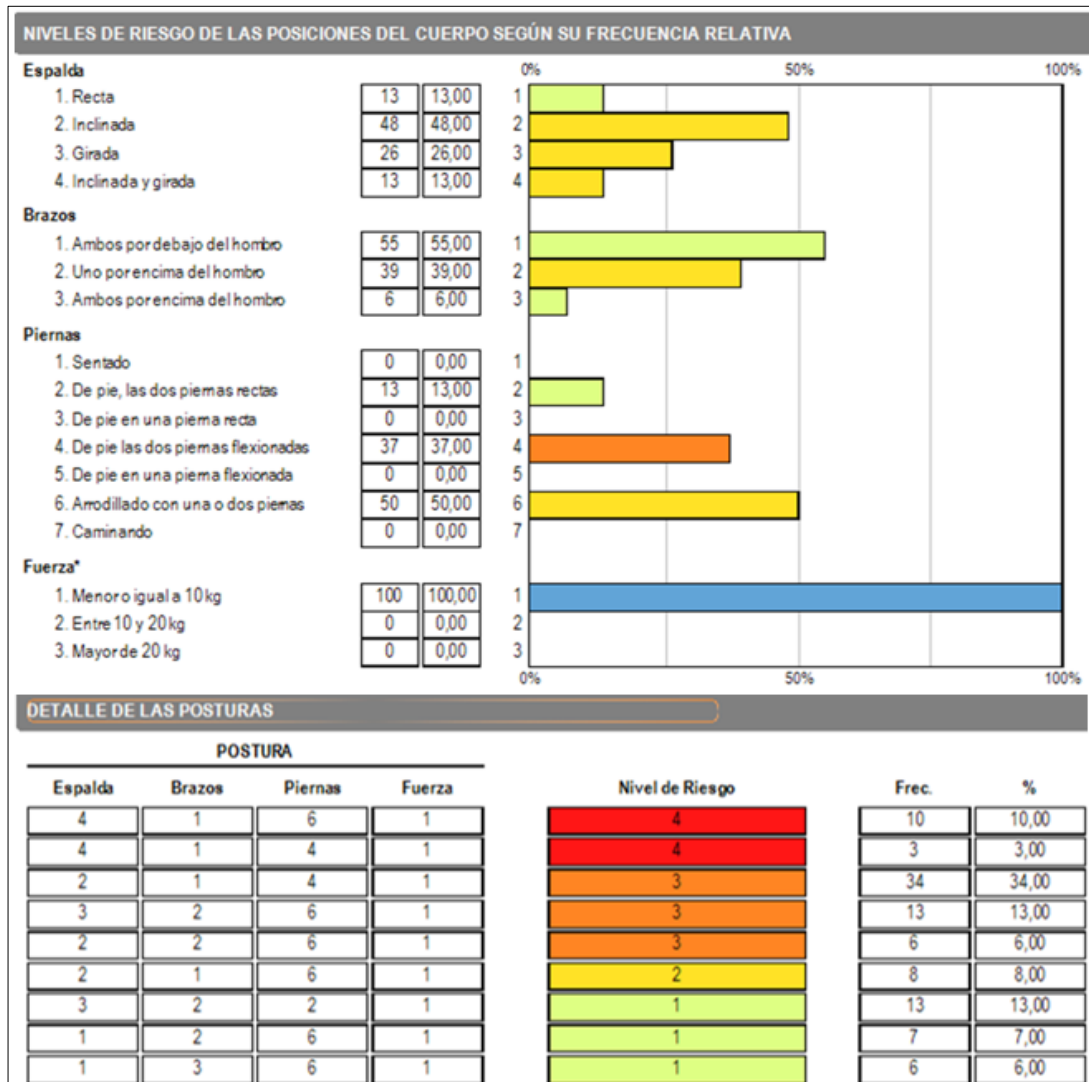 NIVELES DE RIESGO DE LAS POSICIONES DEL CUERPO SEGÚN SU FRECUENCIA RELATIVA
Espalda 0% 50% 100%
1. Recta 13 13,00 1
2. Inclinada 48 48,00 2
3. Girada 26 26,00 3
4. Inclinada y girada 13 13,00 4
Brazos
1. Ambos por debajo del hombro 55 55,00 1
2. Uno por encima del hombro 39 39,00 2
3. Ambos por encima del hombro 6 6,00 3
Piernas
1. Sentado 0 0,00 1
2. De pie, las dos piernas rectas 13 13,00 2
3. De pie en una pierna recta 0 0,00 3
4. De pie las dos piernas flexionadas 37 37,00 4
5. De pie en una pierna flexionada 0 0,00 5
6. Arrodillado con una o dos piernas 50 50,00 6
7. Caminando 0 0,00 7
Fuerza*
1. Menor o igual a 10 kg 100 100,00 1
2. Entre 10 y 20 kg 0 0,00 2
3. Mayor de 20 kg 0 0,00 3
0% 50% 100%
DETALLE DE LAS POSTURAS
POSTURA
Espalda Brazos Piernas Fuerza Nivel de Riesgo Frec. %
4 1 6 1 4 10 10,00
4 1 4 1 4 3 3,00
2 1 4 1 3 34 34,00
3 2 6 1 3 13 13,00
2 2 6 1 3 6 6,00
2 1 6 1 2 8 8,00
3 2 2 1 1 13 13,00
1 2 6 1 1 7 7,00
1 3 6 1 1 6 6,00